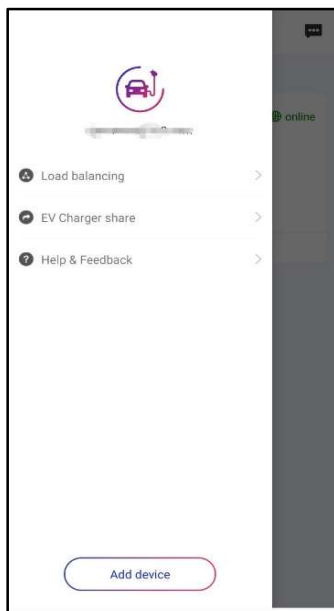 online
Load balancing
EV Charger share
Help & Feedback
Add device